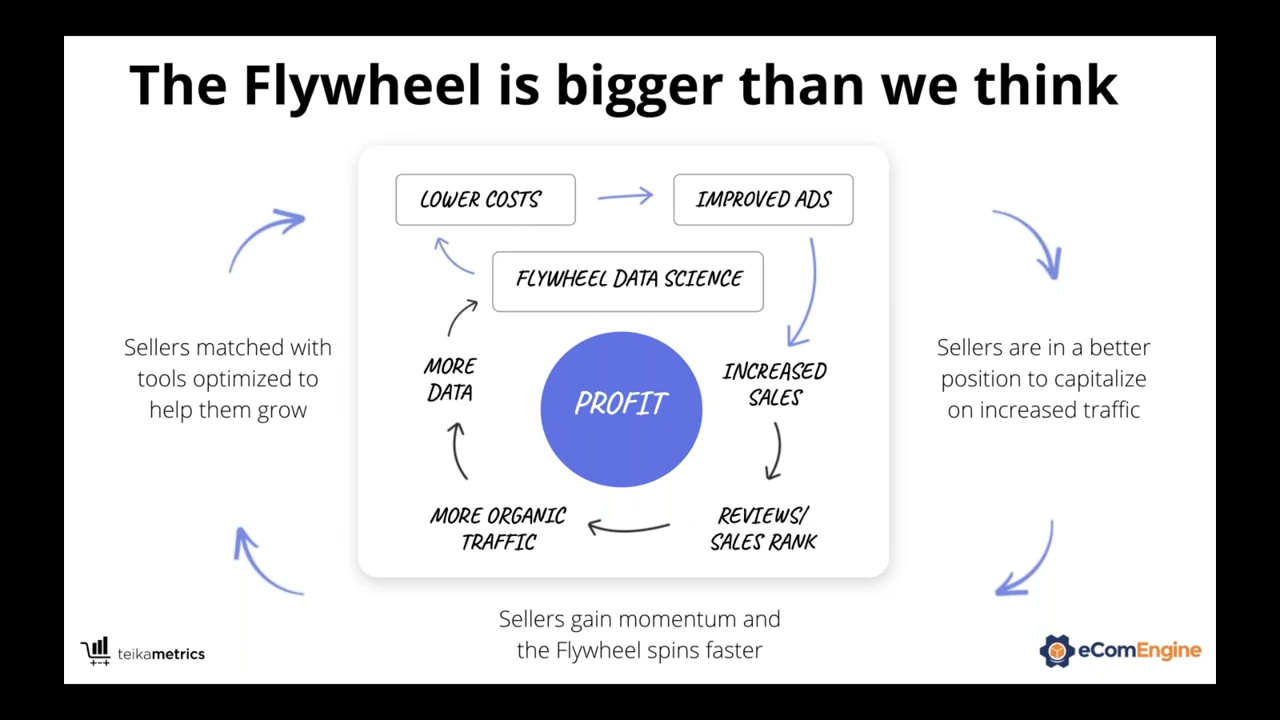 The Flywheel is bigger than we think
LOWER COSTS
IMPROVED ADS
FLYWHEEL DATA SCIENCE
MORE
DATA
PROFIT
INCREASED
SALES
MORE ORGANIC
TRAFFIC
REVIEWS/
SALES RANK
Sellers matched with
tools optimized to
help them grow
Sellers are in a better
position to capitalize
on increased traffic
Sellers gain momentum and
the Flywheel spins faster
teikametrics
eComEngine